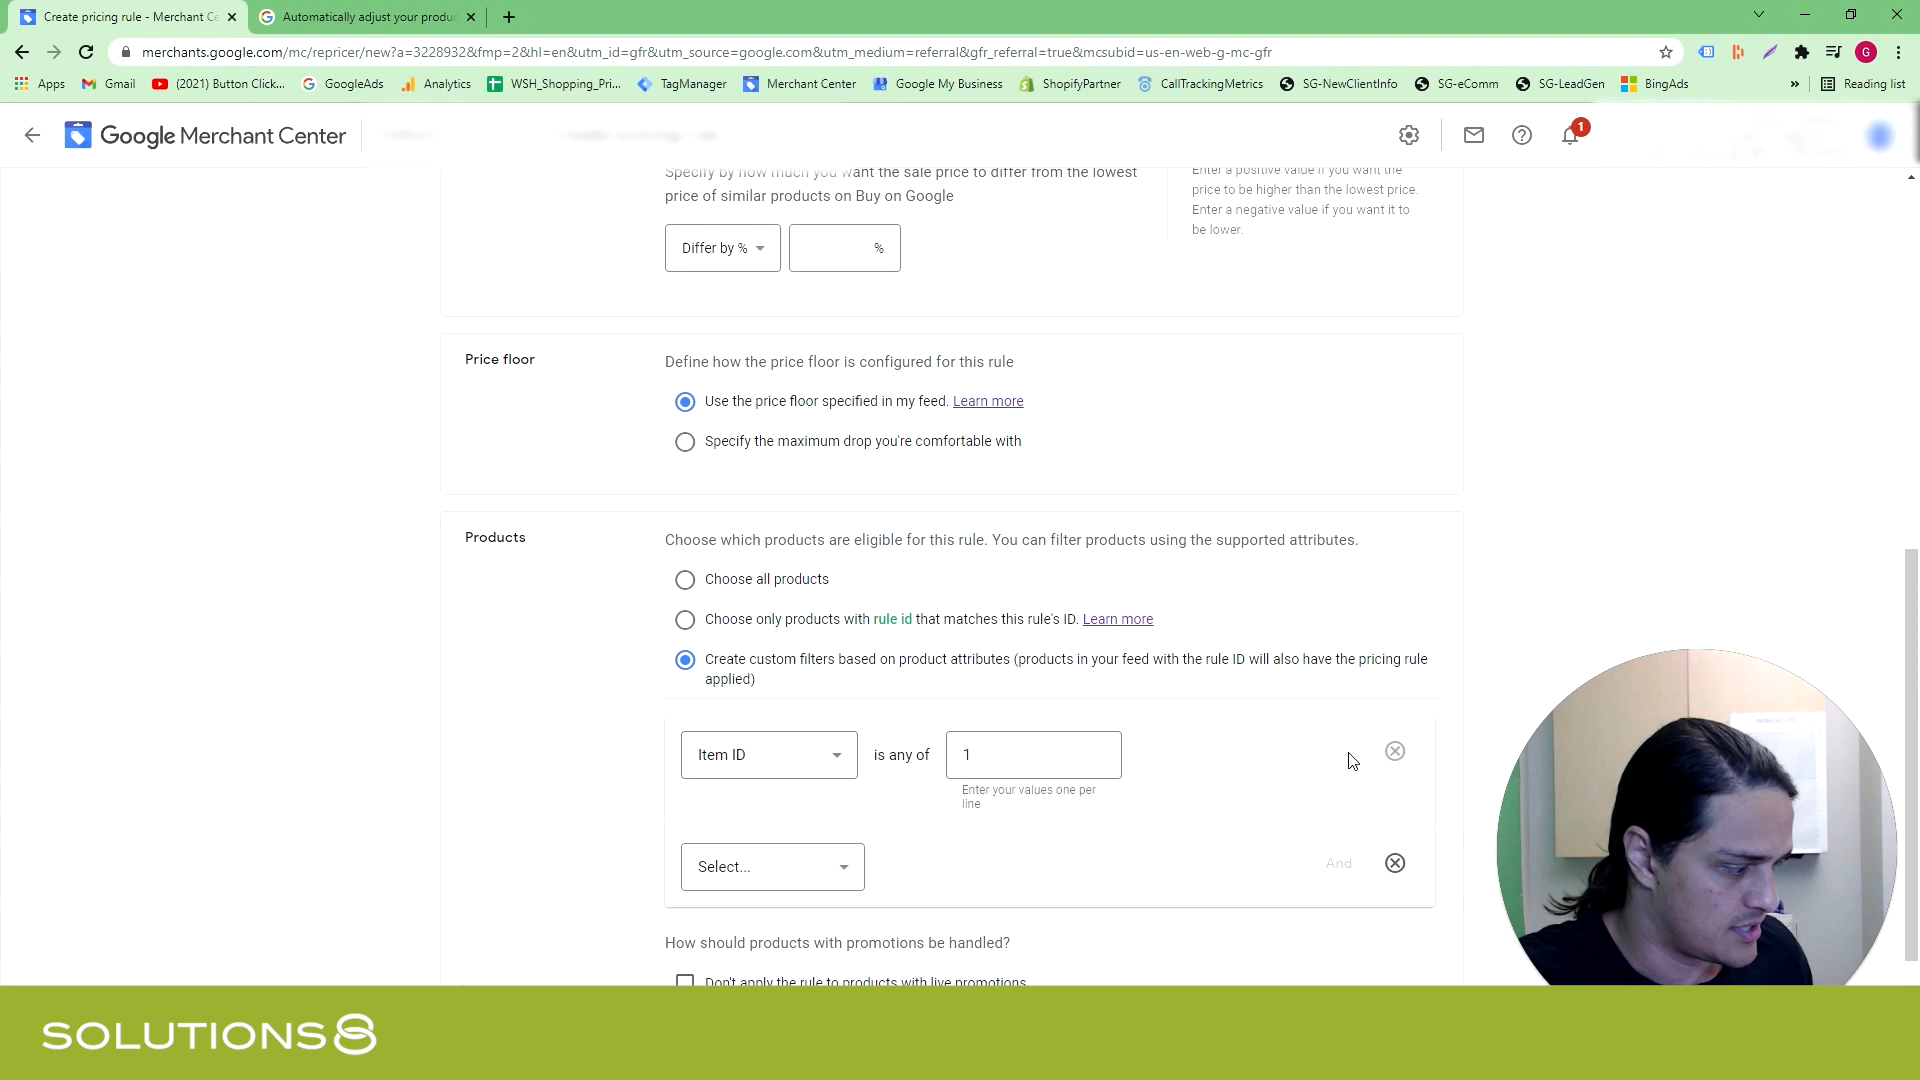 Create pricing rule - Merchant Ce
Automatically adjust your produc
merchants.google.com/mc/repricer/new?a=3228932&fmp=2&hl=en&utm_id=gfr&utm_source=google.com&utm_medium=referral&gfr_referral=true&mcsubid=us-en-web-g-mc-gfr
G
Apps Gmail (2021) Button Click... GoogleAds Analytics WSH_Shopping_Pri... TagManager Merchant Center Google My Business ShopifyPartner CallTrackingMetrics SG-NewClientInfo SG-eComm SG-LeadGen BingAds » Reading list
Google Merchant Center
1
Specify by how much you want the sale price to differ from the lowest
price of similar products on Buy on Google
Enter a positive value if you want the
price to be higher than the lowest price.
Enter a negative value if you want it to
be lower.
Differ by % %
Price floor
Define how the price floor is configured for this rule
Use the price floor specified in my feed. Learn more
Specify the maximum drop you're comfortable with
Products
Choose which products are eligible for this rule. You can filter products using the supported attributes.
Choose all products
Choose only products with rule id that matches this rule's ID. Learn more
Create custom filters based on product attributes (products in your feed with the rule ID will also have the pricing rule
applied)
Item ID is any of 1
Enter your values one per
line
Select... And
How should products with promotions be handled?
Don't apply the rule to products with live promotions
SOLUTIONS8